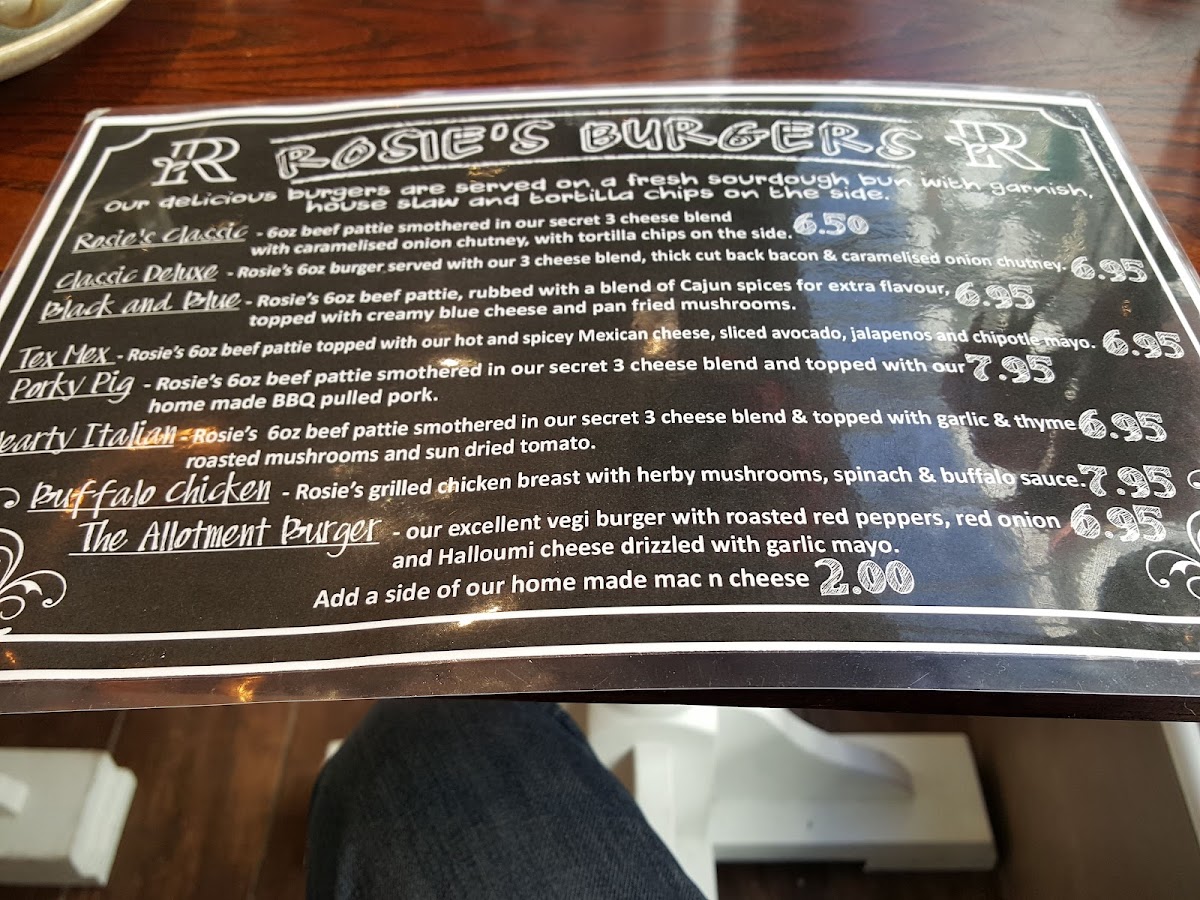 R
ROSIE'S BURGERS
R
our delicious burgers are served on a fresh sourdough bun with garnish,
house slaw and tortilla chips on the side.
Rosie's Classic - 6oz beef pattie smothered in our secret 3 cheese blend
with caramelised onion chutney, with tortilla chips on the side. 6.50
Classic Deluxe - Rosie's 6oz burger served with our 3 cheese blend, thick cut back bacon & caramelised onion chutney. 6.95
Black and Blue - Rosie's 6oz beef pattie, rubbed with a blend of Cajun spices for extra flavour, 6.95
topped with creamy blue cheese and pan fried mushrooms.
Tex Mex - Rosie's 6oz beef pattie topped with our hot and spicey Mexican cheese, sliced avocado, jalapenos and chipotle mayo. 6.95
Porky Pig - Rosie's 6oz beef pattie smothered in our secret 3 cheese blend and topped with our 7.95
home made BBQ pulled pork.
earty Italian - Rosie's 6oz beef pattie smothered in our secret 3 cheese blend & topped with garlic & thyme 6.95
roasted mushrooms and sun dried tomato.
Buffalo Chicken - Rosie's grilled chicken breast with herby mushrooms, spinach & buffalo sauce. 7.95
The Allotment Burger - our excellent vegi burger with roasted red peppers, red onion 6.95
and Halloumi cheese drizzled with garlic mayo.
Add a side of our home made mac n cheese 2.00